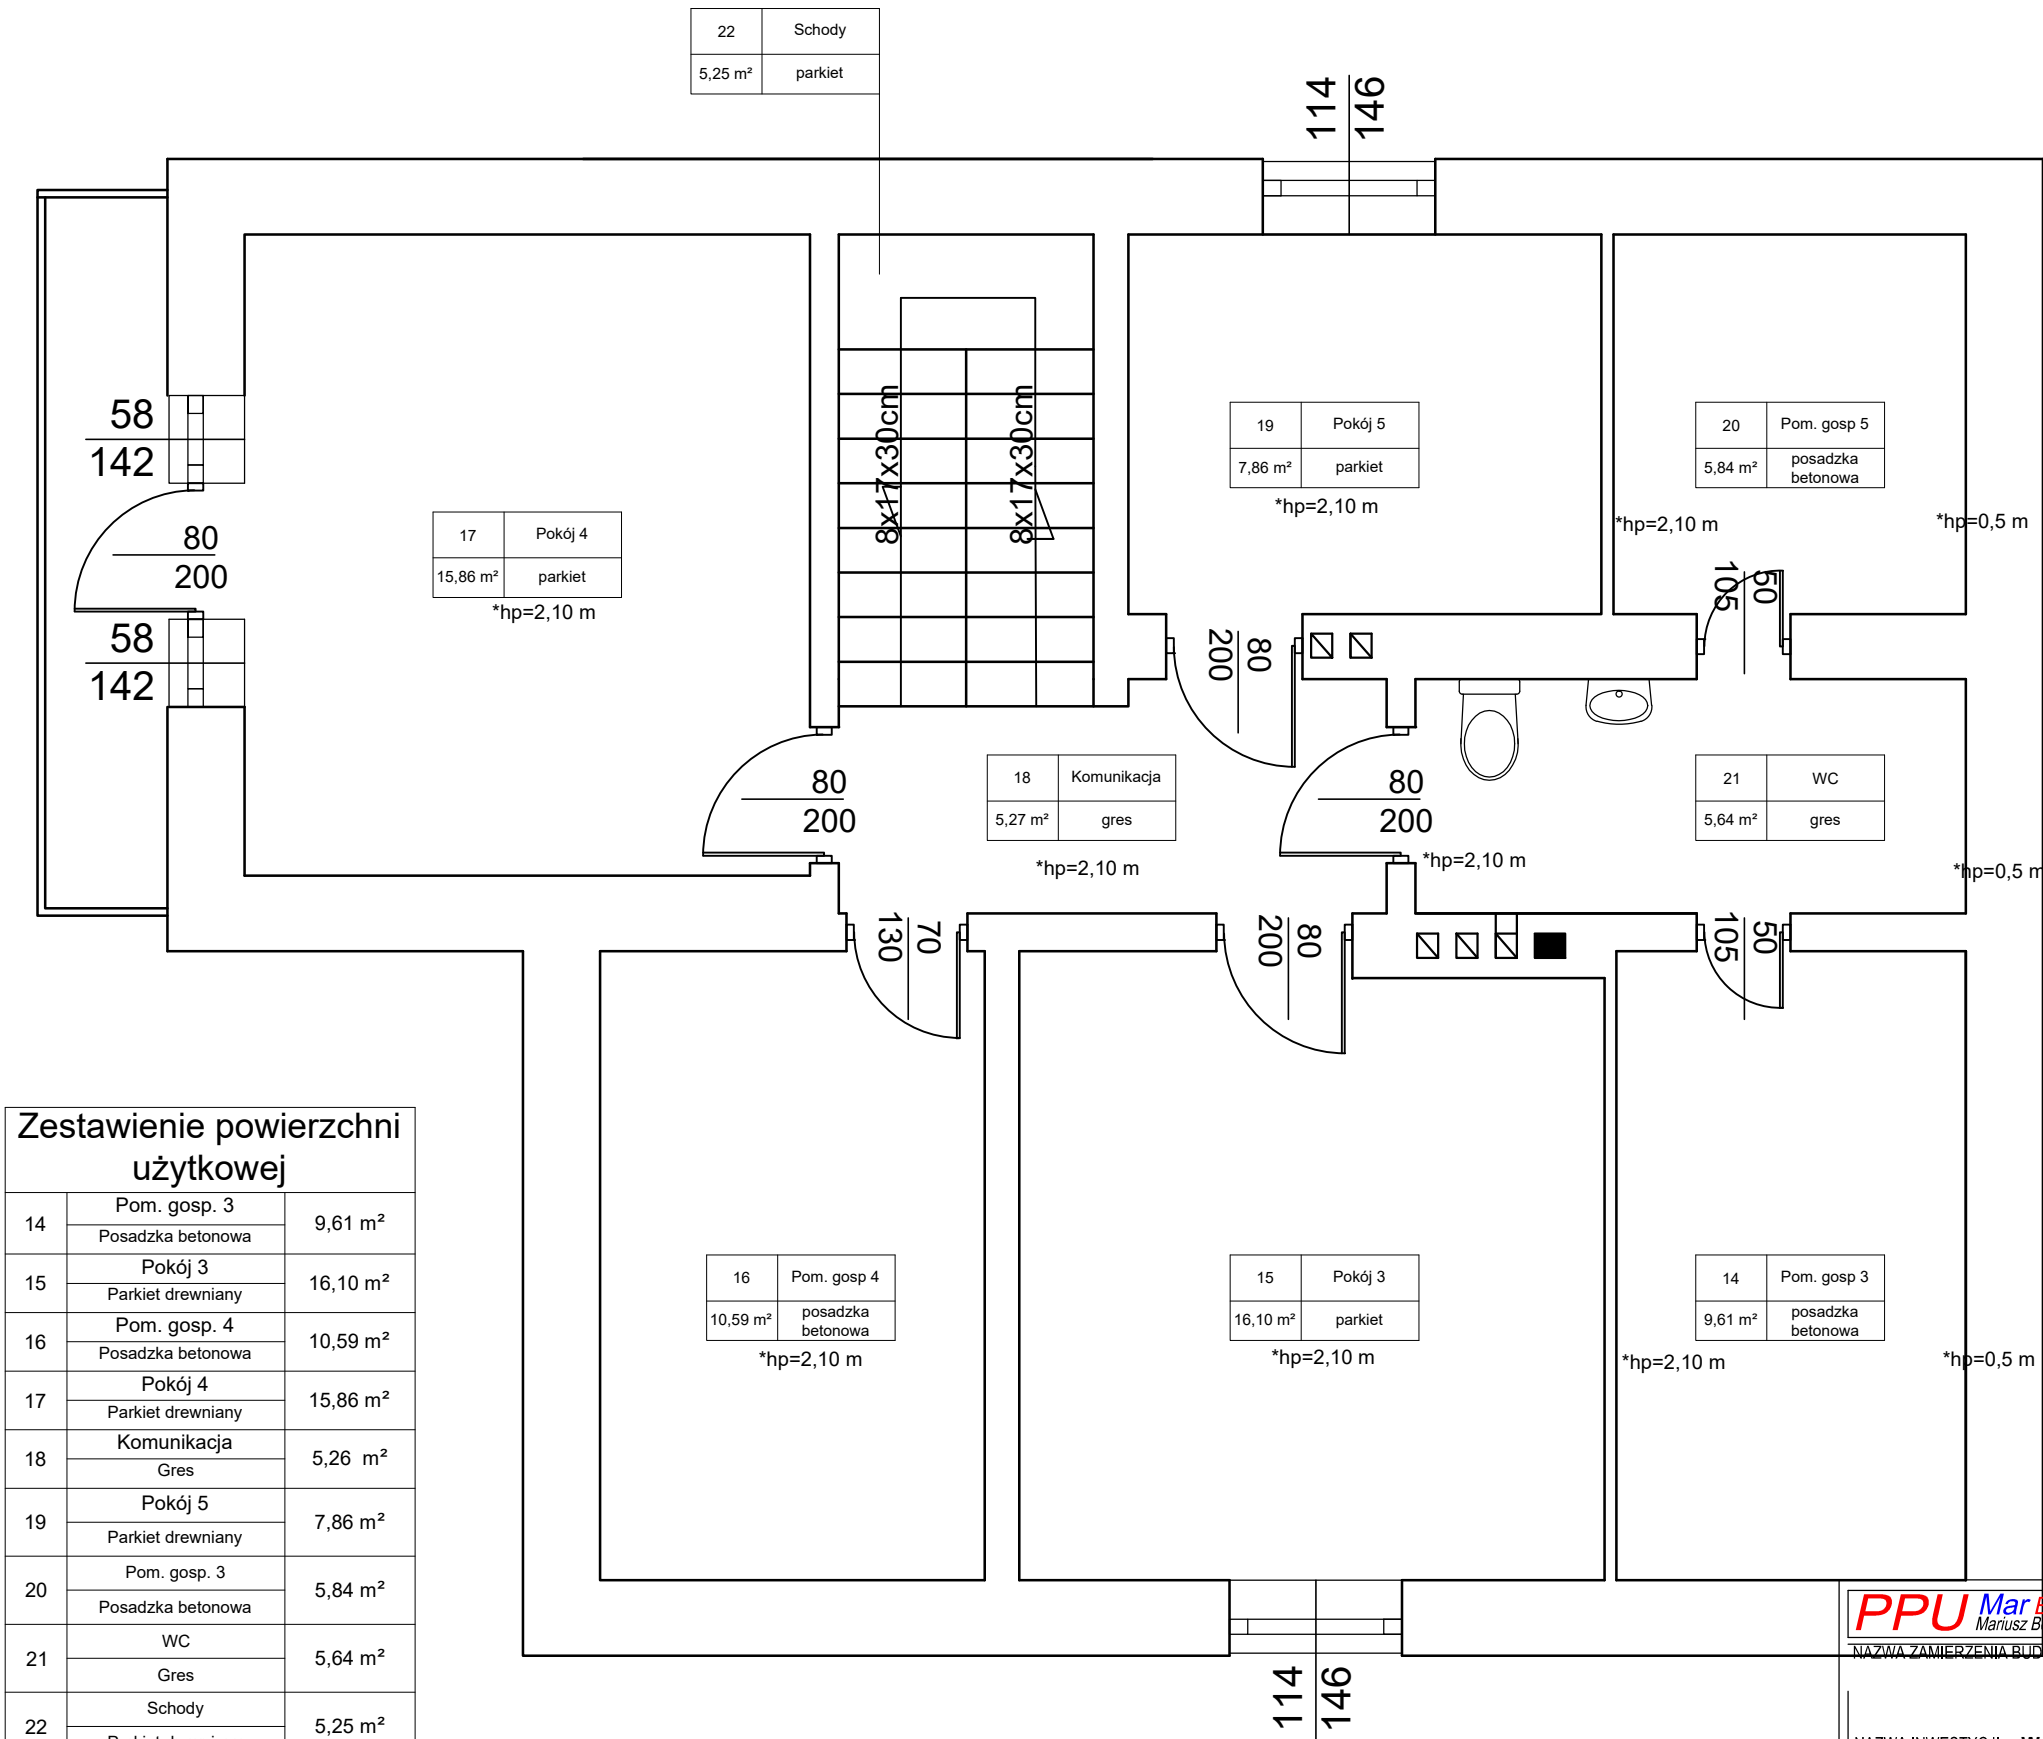 22 Schody
5,25 m² parkiet
114
146
58
142
80
200
58
142
17 Pokój 4
15,86 m² parkiet
*hp=2,10 m
8x17x30cm
8x17x30cm
19 Pokój 5
7,86 m² parkiet
*hp=2,10 m
20 Pom. gosp 5
5,84 m² posadzka
betonowa
*hp=2,10 m
*hp=0,5 m
105
50
200
80
80
200
18 Komunikacja
5,27 m² gres
*hp=2,10 m
80
200
21 WC
5,64 m² gres
*hp=2,10 m
*hp=0,5 m
130
70
200
80
105
50
16 Pom. gosp 4
10,59 m² posadzka
betonowa
*hp=2,10 m
15 Pokój 3
16,10 m² parkiet
*hp=2,10 m
14 Pom. gosp 3
9,61 m² posadzka
betonowa
*hp=2,10 m
*hp=0,5 m
114
146
Zestawienie powierzchni
użytkowej
14 Pom. gosp. 3 9,61 m²
Posadzka betonowa
15 Pokój 3 16,10 m²
Parkiet drewniany
16 Pom. gosp. 4 10,59 m²
Posadzka betonowa
17 Pokój 4 15,86 m²
Parkiet drewniany
18 Komunikacja 5,26 m²
Gres
19 Pokój 5 7,86 m²
Parkiet drewniany
20 Pom. gosp. 3 5,84 m²
Posadzka betonowa
21 WC 5,64 m²
Gres
22 Schody 5,25 m²
PPU Mar
Mariusz B
NAZWA ZAMIERZENIA BUD